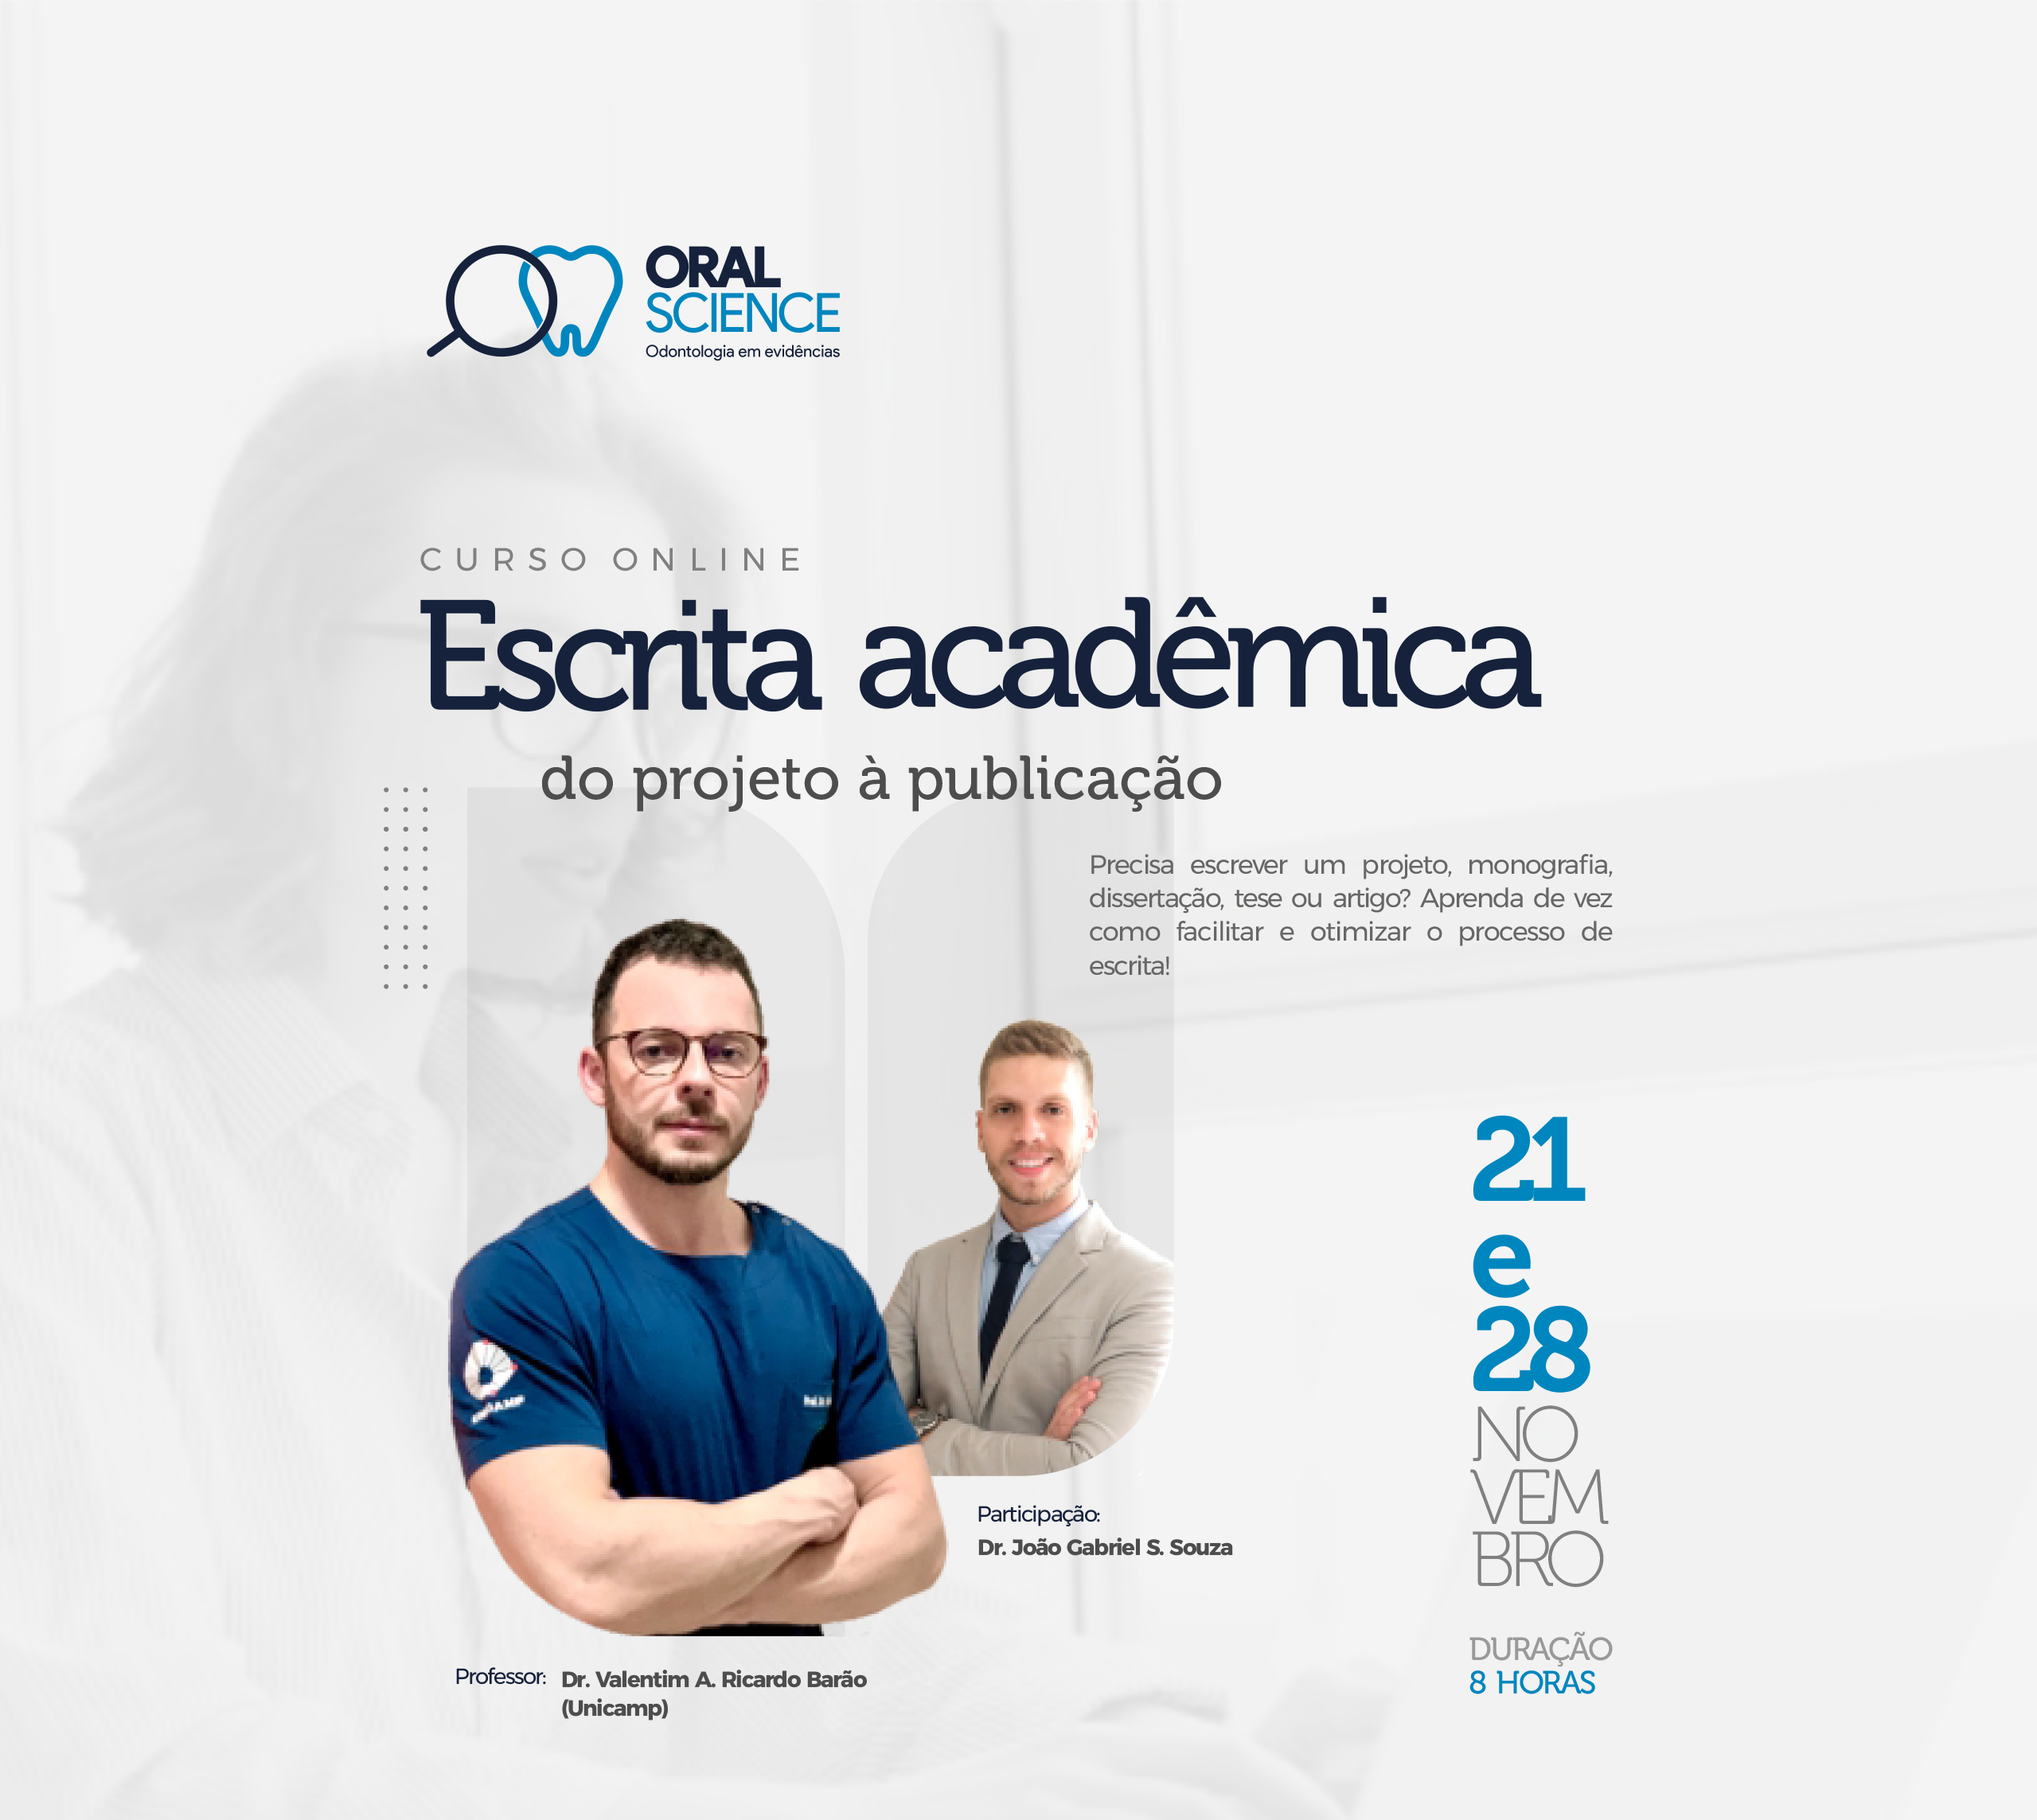 ORAL
SCIENCE
Odontologia em evidências
CURSO ONLINE
Escrita acadêmica
do projeto à publicação
Precisa escrever um projeto, monografia,
dissertação, tese ou artigo? Aprenda de vez
como facilitar e otimizar o processo de
escrita!
21
e
28
NO
VEM
BRO
DURAÇÃO
8 HORAS
Participação:
Dr. João Gabriel S. Souza
Professor: Dr. Valentim A. Ricardo Barão
(Unicamp)